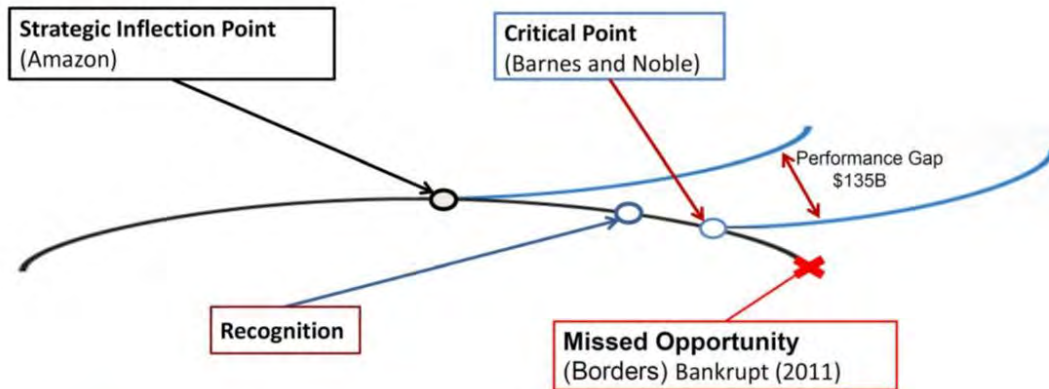 Strategic Inflection Point
(Amazon)
Critical Point
(Barnes and Noble)
Performance Gap
$135B
Recognition
Missed Opportunity
(Borders) Bankrupt (2011)